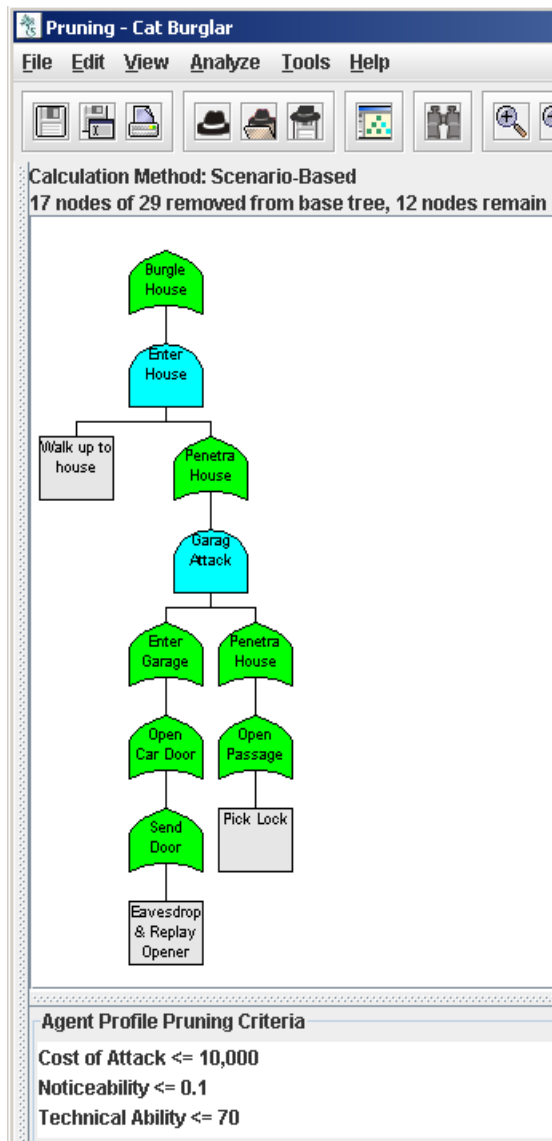 Pruning - Cat Burglar
File Edit View Analyze Tools Help
Calculation Method: Scenario-Based
17 nodes of 29 removed from base tree, 12 nodes remain
Burgle
House
Enter
House
Walk up to
house
Penetra
House
Garag
Attack
Enter
Garage
Penetra
House
Open
Car Door
Open
Passage
Send
Door
Pick Lock
Eavesdrop
& Replay
Opener
Agent Profile Pruning Criteria
Cost of Attack <= 10,000
Noticeability <= 0.1
Technical Ability <= 70